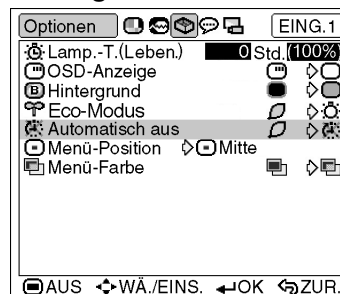 Optionen EING.1
Lamp.-T.(Leben.) 0 Std.(100%)
OSD-Anzeige
B Hintergrund
Eco-Modus
Automatisch aus
Menü-Position Mitte
Menü-Farbe
AUS WÄ./EINS. OK ZUR.